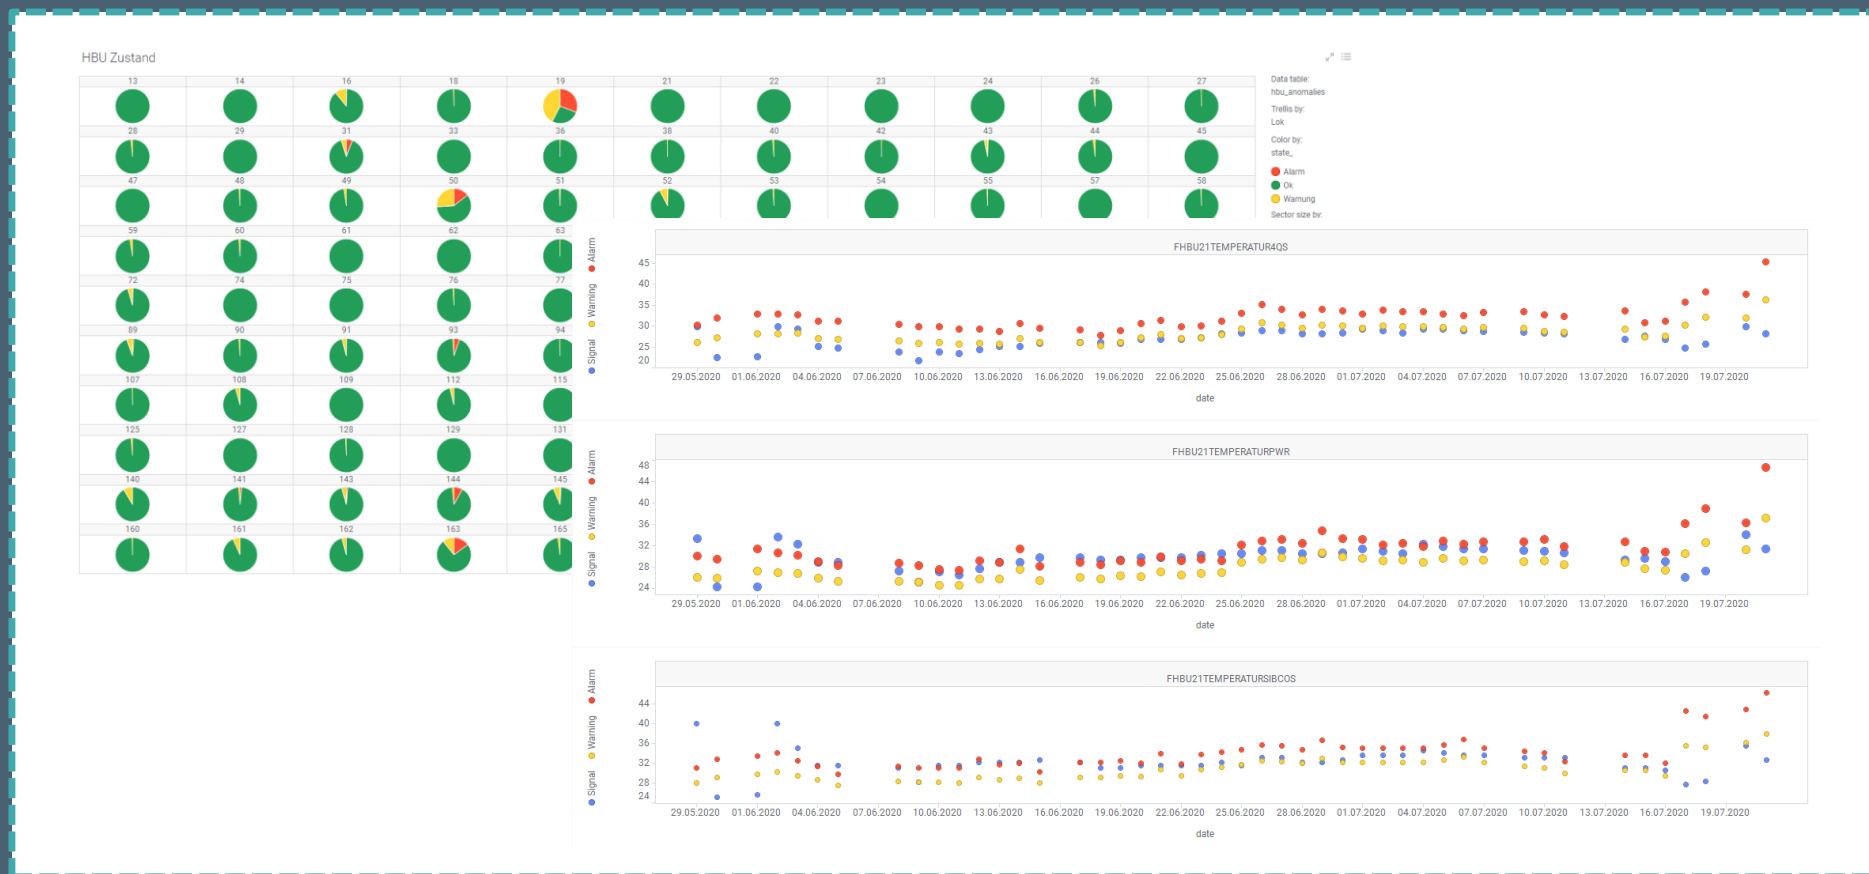 HBU Zustand
13 14 16 18 19 21 22 23 24 26 27
28 29 31 33 36 38 40 42 43 44 45
47 48 49 50 51 52 53 54 55 57 58
59 60 61 62 63
72 74 75 76 77
89 90 91 93 94
107 108 109 112 115
125 127 128 129 131
140 141 143 144 145
160 161 162 163 165
Data table:
hbu_anomalies
Trellis by:
Lok
Color by:
state_
Alarm
Ok
Warnung
Sector size by:
FHBU21TEMPERATUR4QS
Signal Warning Alarm
45
40
35
30
25
20
29.05.2020 01.06.2020 04.06.2020 07.06.2020 10.06.2020 13.06.2020 16.06.2020 19.06.2020 22.06.2020 25.06.2020 28.06.2020 01.07.2020 04.07.2020 07.07.2020 10.07.2020 13.07.2020 16.07.2020 19.07.2020
date
FHBU21TEMPERATURPWR
Signal Warning Alarm
48
44
40
36
32
28
24
29.05.2020 01.06.2020 04.06.2020 07.06.2020 10.06.2020 13.06.2020 16.06.2020 19.06.2020 22.06.2020 25.06.2020 28.06.2020 01.07.2020 04.07.2020 07.07.2020 10.07.2020 13.07.2020 16.07.2020 19.07.2020
date
FHBU21TEMPERATURSIBCOS
Signal Warning Alarm
44
40
36
32
28
24
29.05.2020 01.06.2020 04.06.2020 07.06.2020 10.06.2020 13.06.2020 16.06.2020 19.06.2020 22.06.2020 25.06.2020 28.06.2020 01.07.2020 04.07.2020 07.07.2020 10.07.2020 13.07.2020 16.07.2020 19.07.2020
date